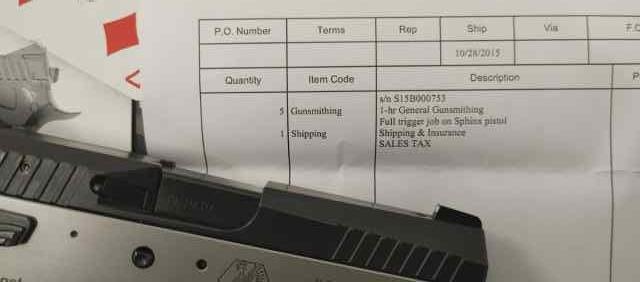 P.O. Number Terms Rep Ship Via F.O
10/28/2015
Quantity Item Code Description P
s/n S15B000753
5 Gunsmithing 1-hr General Gunsmithing
Full trigger job on Sphinx pistol
1 Shipping Shipping & Insurance
SALES TAX